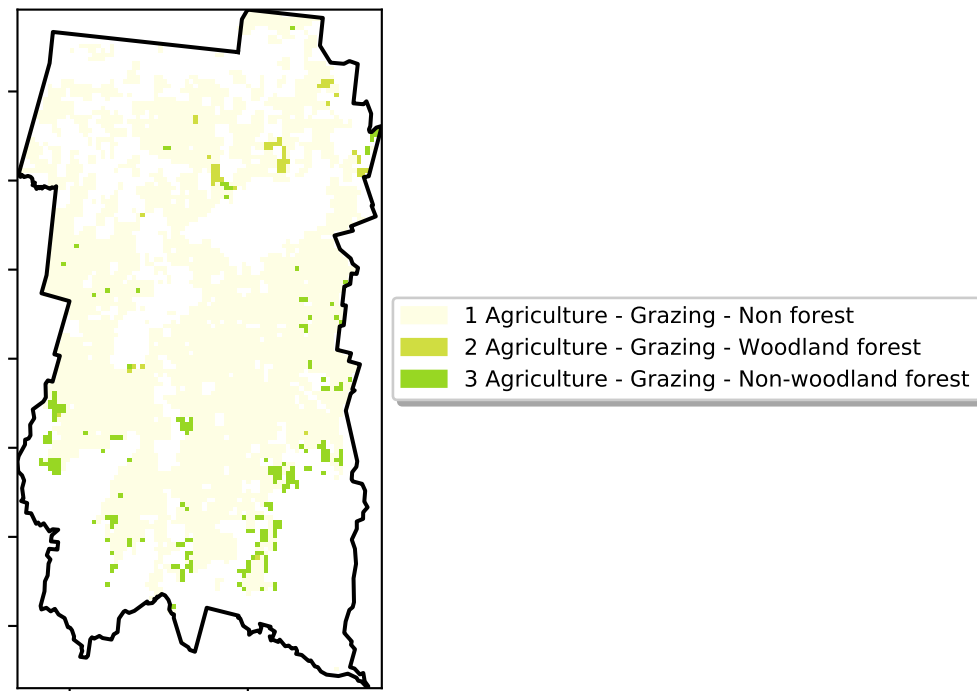 1 Agriculture - Grazing - Non forest
2 Agriculture - Grazing - Woodland forest
3 Agriculture - Grazing - Non-woodland forest